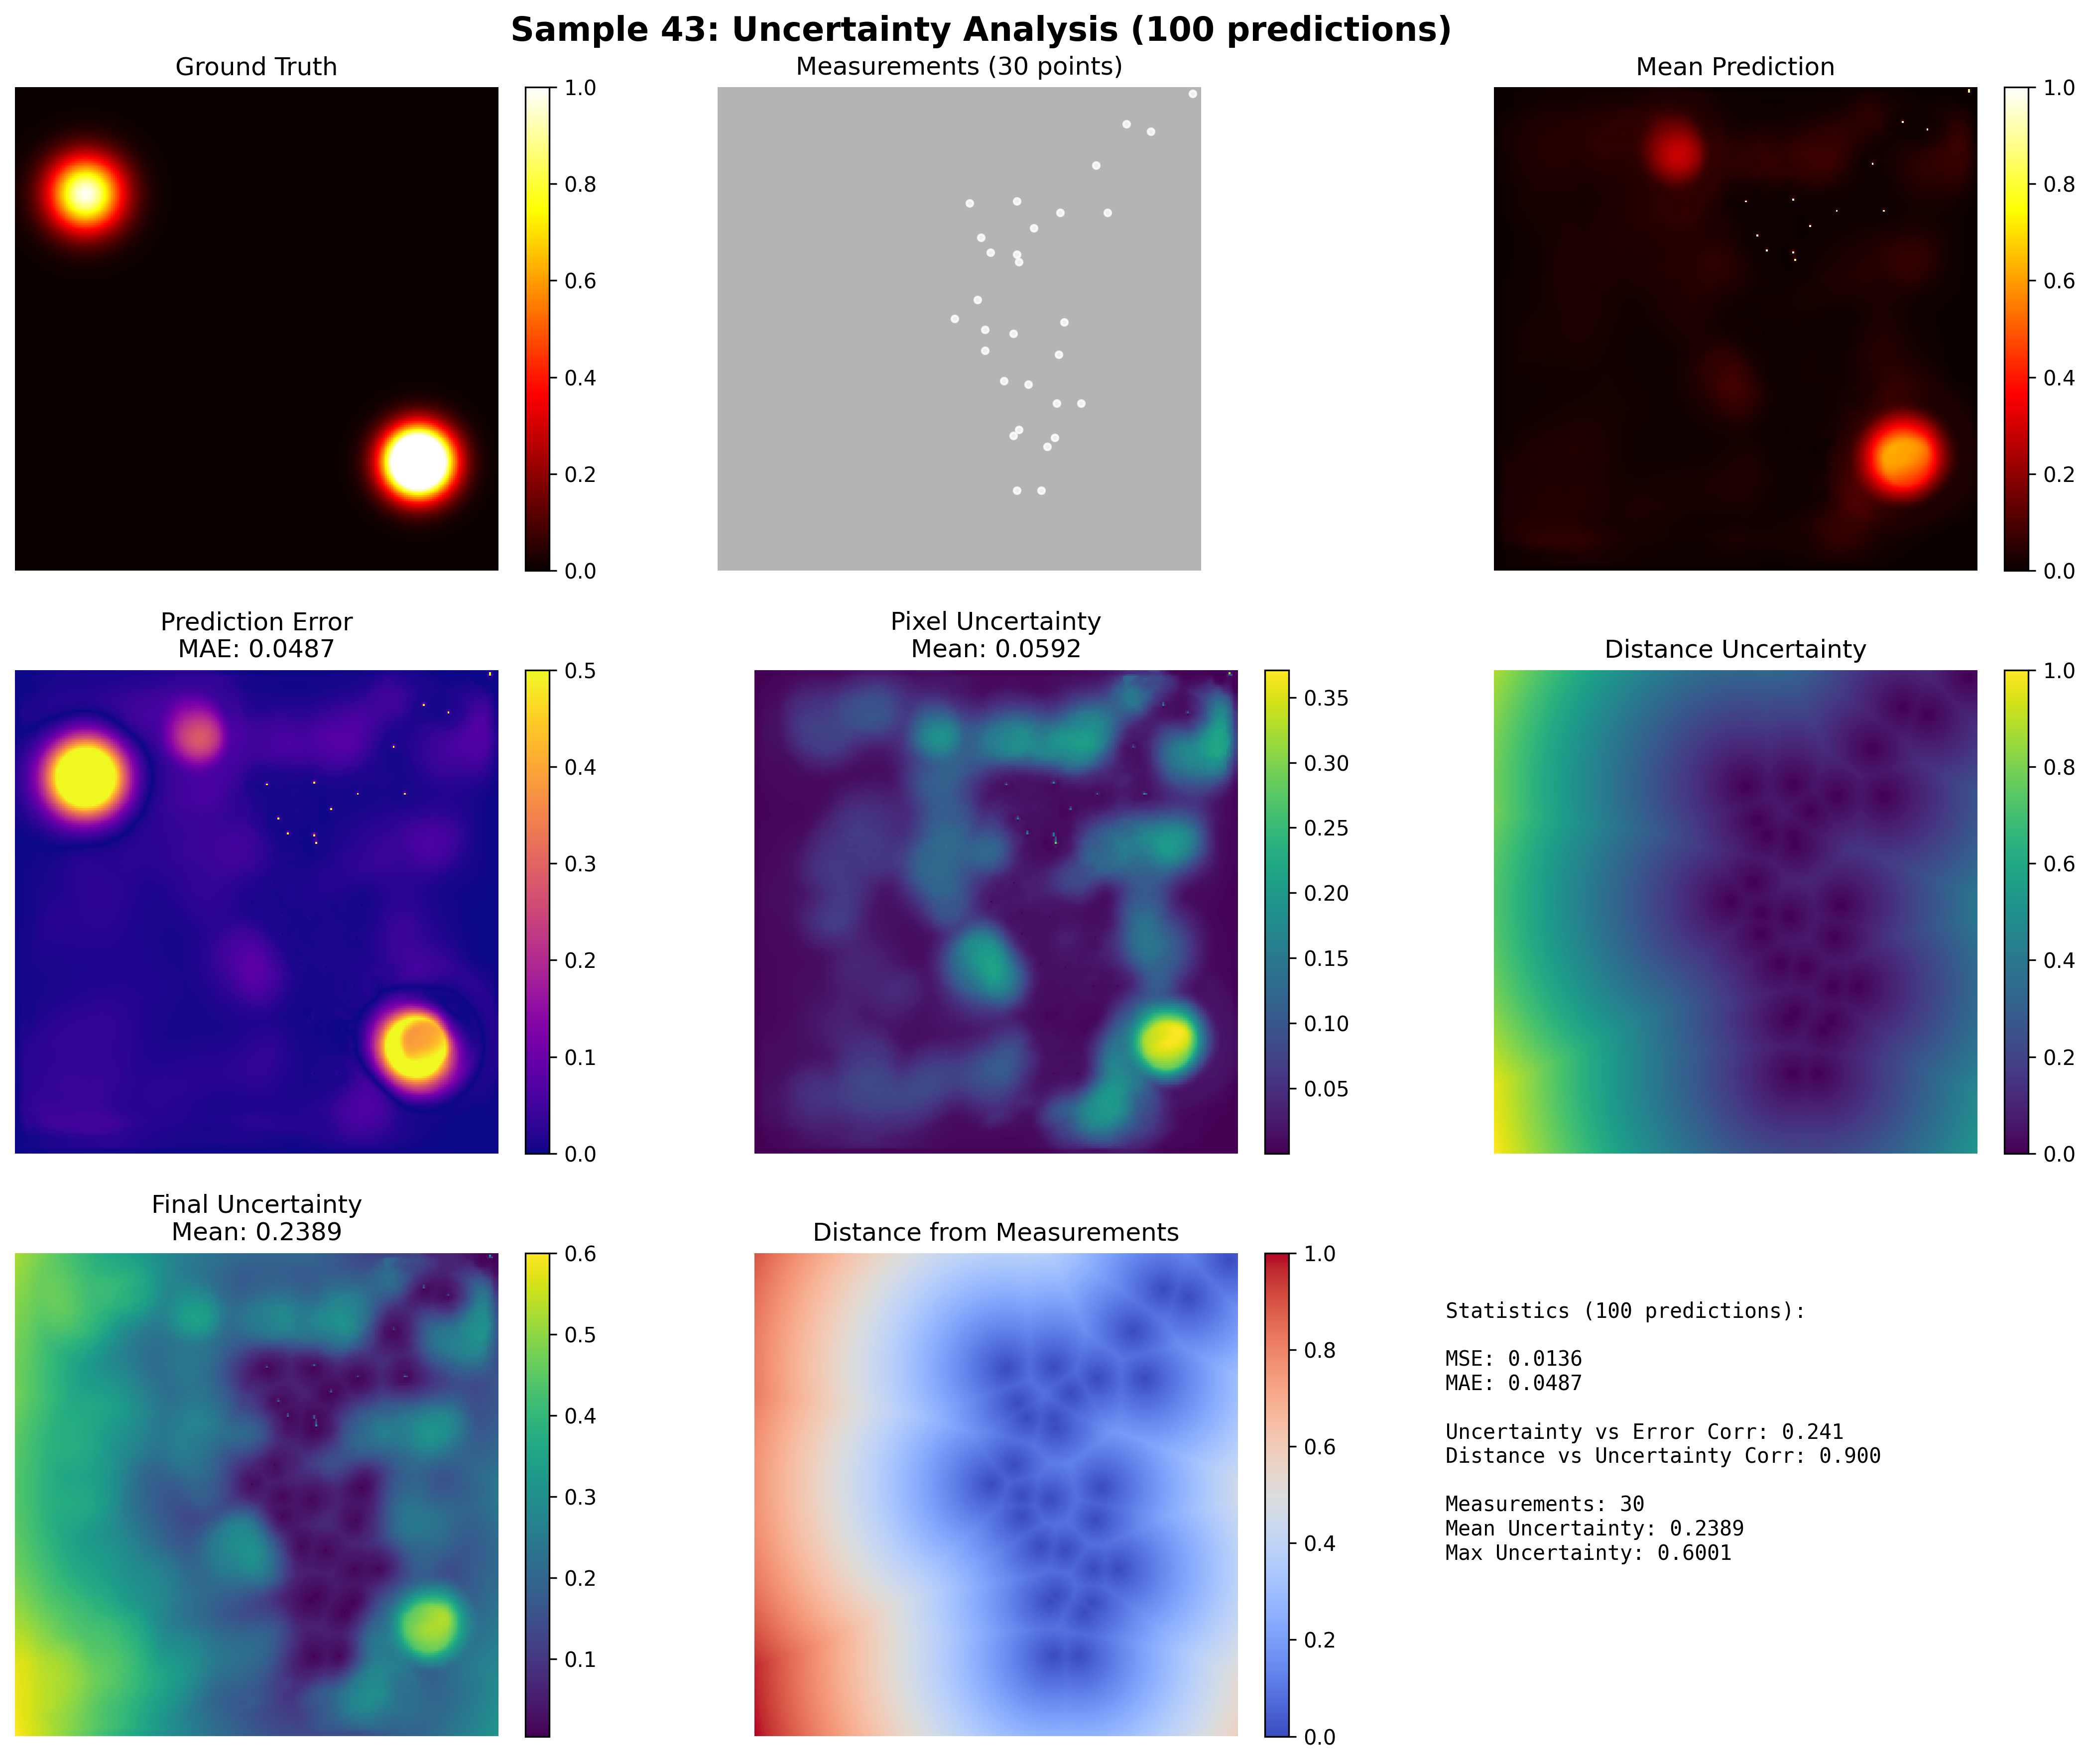 Sample 43: Uncertainty Analysis (100 predictions)
Ground Truth
1.0
0.8
0.6
0.4
0.2
0.0
Measurements (30 points)
Mean Prediction
1.0
0.8
0.6
0.4
0.2
0.0
Prediction Error
MAE: 0.0487
0.5
0.4
0.3
0.2
0.1
0.0
Pixel Uncertainty
Mean: 0.0592
0.35
0.30
0.25
0.20
0.15
0.10
0.05
Distance Uncertainty
1.0
0.8
0.6
0.4
0.2
0.0
Final Uncertainty
Mean: 0.2389
0.6
0.5
0.4
0.3
0.2
0.1
Distance from Measurements
1.0
0.8
0.6
0.4
0.2
0.0
Statistics (100 predictions):
MSE: 0.0136
MAE: 0.0487
Uncertainty vs Error Corr: 0.241
Distance vs Uncertainty Corr: 0.900
Measurements: 30
Mean Uncertainty: 0.2389
Max Uncertainty: 0.6001